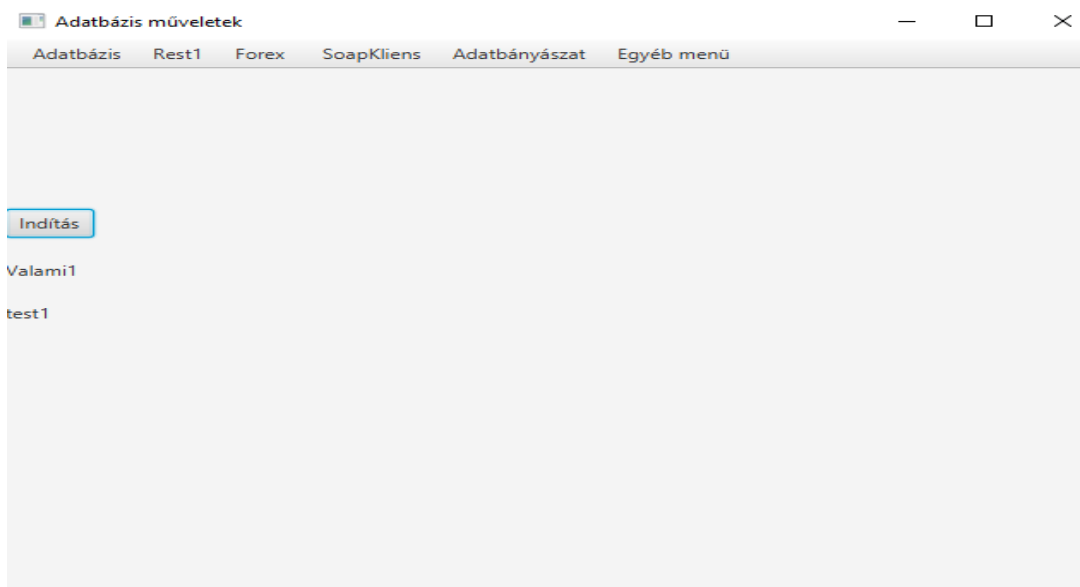 Adatbázis műveletek
Adatbázis Rest1 Forex SoapKliens Adatbányászat Egyéb menü
Indítás
Valami1
test1